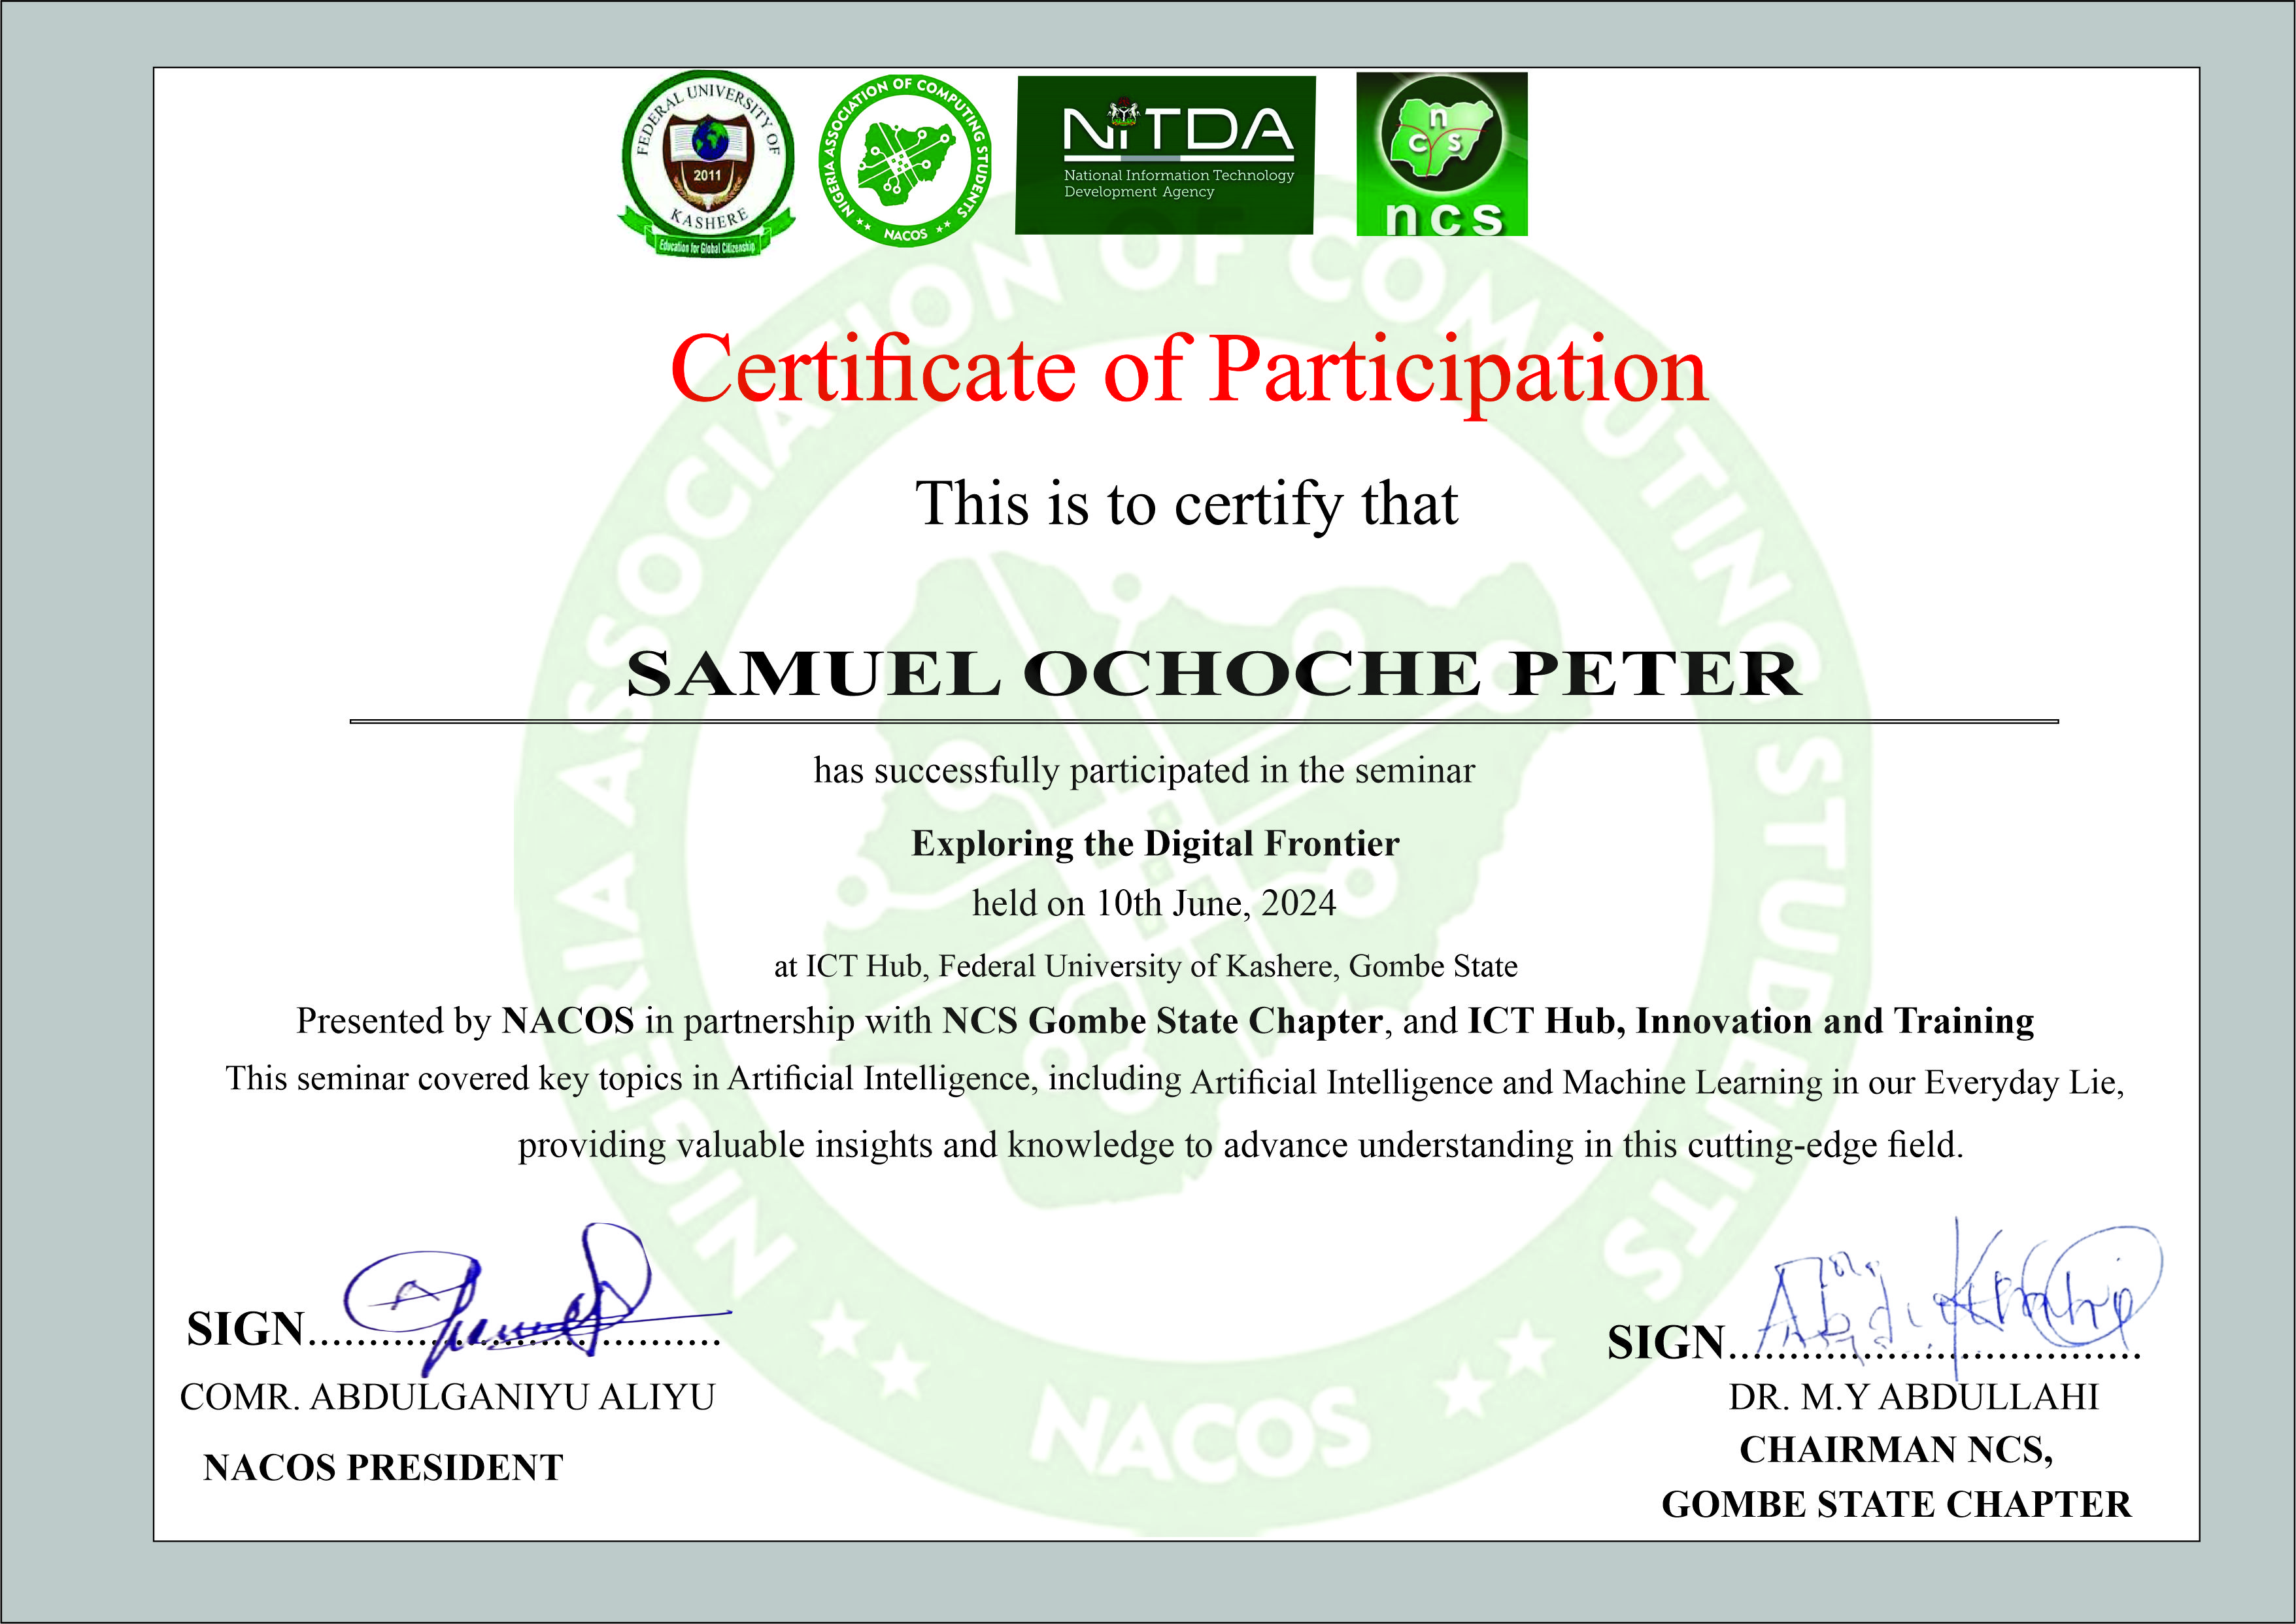 FEDERAL UNIVERSITY OF
2011
KASHERE
Education for Global Citizenship
NIGERIA ASSOCIATION OF COMPUTING STUDENTS
NACOS
NITDA
National Information Technology
Development Agency
n
c s
ncs
Certificate of Participation
This is to certify that
SAMUEL OCHOCHE PETER
has successfully participated in the seminar
Exploring the Digital Frontier
held on 10th June, 2024
at ICT Hub, Federal University of Kashere, Gombe State
Presented by NACOS in partnership with NCS Gombe State Chapter, and ICT Hub, Innovation and Training
This seminar covered key topics in Artificial Intelligence, including Artificial Intelligence and Machine Learning in our Everyday Lie,
providing valuable insights and knowledge to advance understanding in this cutting-edge field.
NIGERIA ASSOCIATION OF COMPUTING STUDENTS
NACOS
SIGN..................................
COMR. ABDULGANIYU ALIYU
NACOS PRESIDENT
SIGN..................................
DR. M.Y ABDULLAHI
CHAIRMAN NCS,
GOMBE STATE CHAPTER